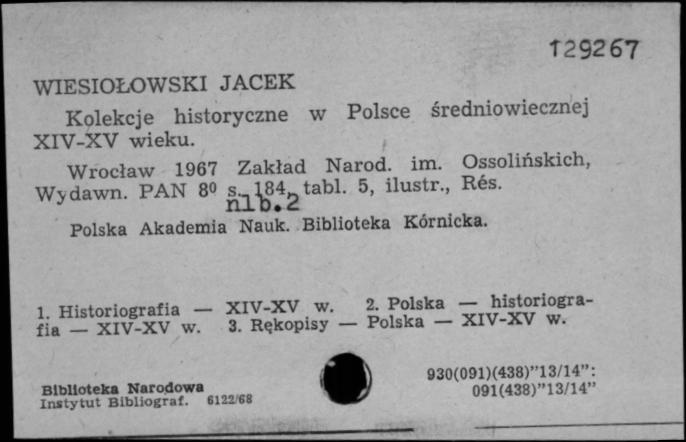 129267
WIESIOŁOWSKI JACEK
Kolekcje historyczne w Polsce średniowiecznej
XIV-XV wieku.
Wrocław 1967 Zakład Narod. im. Ossolińskich,
Wydawn. PAN 8⁰ s. 184, tabl. 5, ilustr., Rés.
nlb.2
Polska Akademia Nauk. Biblioteka Kórnicka.
1. Historiografia — XIV-XV w. 2. Polska — historiogra-
fia — XIV-XV w. 3. Rękopisy — Polska — XIV-XV w.
930(091)(438)”13/14”:
091(438)”13/14”
Biblioteka Narodowa
Instytut Bibliograf. 6122/68